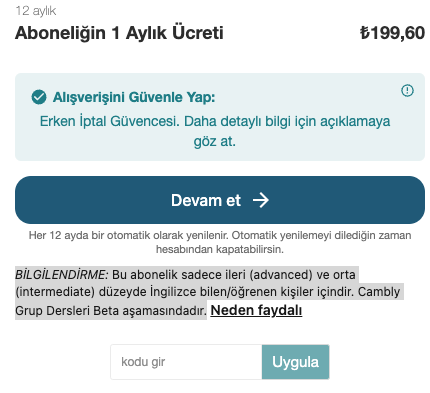 12 aylık
Aboneliğin 1 Aylık Ücreti ₺199,60
Alışverişini Güvenle Yap:
Erken İptal Güvencesi. Daha detaylı bilgi için açıklamaya
göz at.
Devam et →
Her 12 ayda bir otomatik olarak yenilenir. Otomatik yenilemeyi dilediğin zaman
hesabından kapatabilirsin.
BİLGİLENDİRME: Bu abonelik sadece ileri (advanced) ve orta
(intermediate) düzeyde İngilizce bilen/öğrenen kişiler içindir. Cambly
Grup Dersleri Beta aşamasındadır. Neden faydalı
kodu gir Uygula